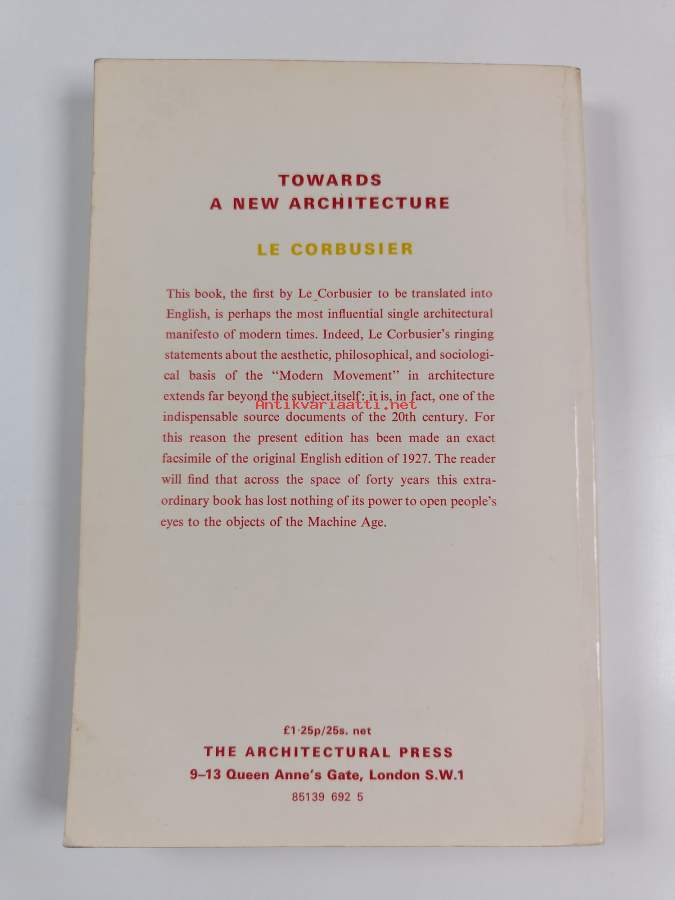 TOWARDS
A NEW ARCHITECTURE
LE CORBUSIER
This book, the first by Le Corbusier to be translated into
English, is perhaps the most influential single architectural
manifesto of modern times. Indeed, Le Corbusier's ringing
statements about the aesthetic, philosophical, and sociologi-
cal basis of the "Modern Movement" in architecture
extends far beyond the subject itself; it is, in fact, one of the
Antikvariaatti.net
indispensable source documents of the 20th century. For
this reason the present edition has been made an exact
facsimile of the original English edition of 1927. The reader
will find that across the space of forty years this extra-
ordinary book has lost nothing of its power to open people's
eyes to the objects of the Machine Age.
£1·25p/25s. net
THE ARCHITECTURAL PRESS
9–13 Queen Anne's Gate, London S.W.1
85139 692 5